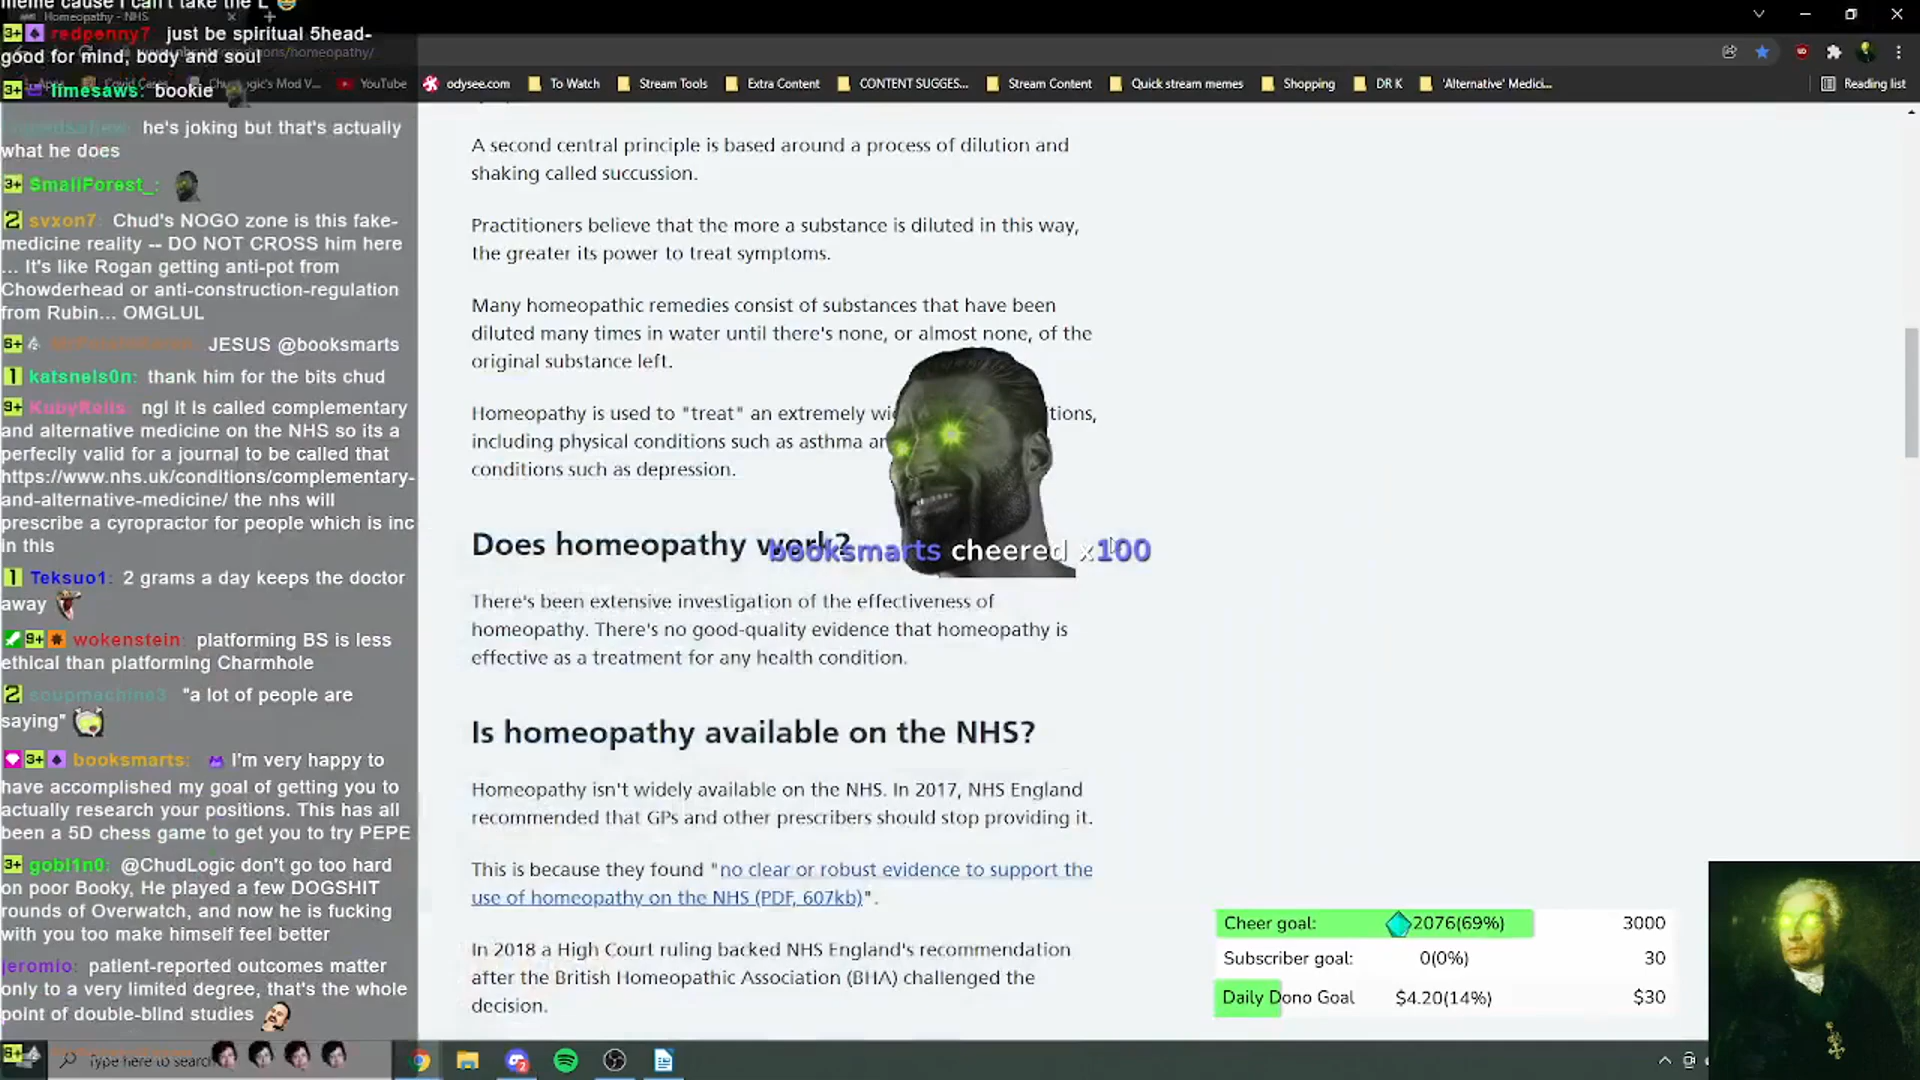 meme cause I can't take the L
redpenny7 just be spiritual 5head-
good for mind, body and soul
limesaws: bookie
he's joking but that's actually
what he does
$mallForest_:
svxon7: Chud's NOGO zone is this fake-
medicine reality -- DO NOT CROSS him here
... It's like Rogan getting anti-pot from
Chowderhead or anti-construction-regulation
from Rubin... OMGLUL
JESUS @booksmarts
katsnels0n: thank him for the bits chud
ngl It is called complementary
and alternative medicine on the NHS so its a
perfeclly valid for a journal to be called that
https://www.nhs.uk/conditions/complementary-
and-alternative-medicine/ the nhs will
prescribe a cyropractor for people which is inc
in this
Teksuo1: 2 grams a day keeps the doctor
away
wokenstein: platforming BS is less
ethical than platforming Charmhole
soupmachine3 "a lot of people are
saying"
booksmarts: I'm very happy to
have accomplished my goal of getting you to
actually research your positions. This has all
been a 5D chess game to get you to try PEPE
gobl1n0: @ChudLogic don't go too hard
on poor Booky, He played a few DOGSHIT
rounds of Overwatch, and now he is fucking
with you too make himself feel better
jeromio: patient-reported outcomes matter
only to a very limited degree, that's the whole
point of double-blind studies
Type here to search
Homeopathy - NHS
YouTube
odysee.com
To Watch
Stream Tools
Extra Content
CONTENT SUGGES...
Stream Content
Quick stream memes
Shopping
DR K
'Alternative' Medici...
Reading list
A second central principle is based around a process of dilution and
shaking called succussion.
Practitioners believe that the more a substance is diluted in this way,
the greater its power to treat symptoms.
Many homeopathic remedies consist of substances that have been
diluted many times in water until there's none, or almost none, of the
original substance left.
Homeopathy is used to "treat" an extremely
including physical conditions such as asthma
conditions such as depression.
Does homeopathy work?
booksmarts cheered x100
There's been extensive investigation of the effectiveness of
homeopathy. There's no good-quality evidence that homeopathy is
effective as a treatment for any health condition.
Is homeopathy available on the NHS?
Homeopathy isn't widely available on the NHS. In 2017, NHS England
recommended that GPs and other prescribers should stop providing it.
This is because they found "no clear or robust evidence to support the
use of homeopathy on the NHS (PDF, 607kb)".
In 2018 a High Court ruling backed NHS England's recommendation
after the British Homeopathic Association (BHA) challenged the
decision.
Cheer goal: 2076(69%) 3000
Subscriber goal: 0(0%) 30
Daily Dono Goal $4.20(14%) $30